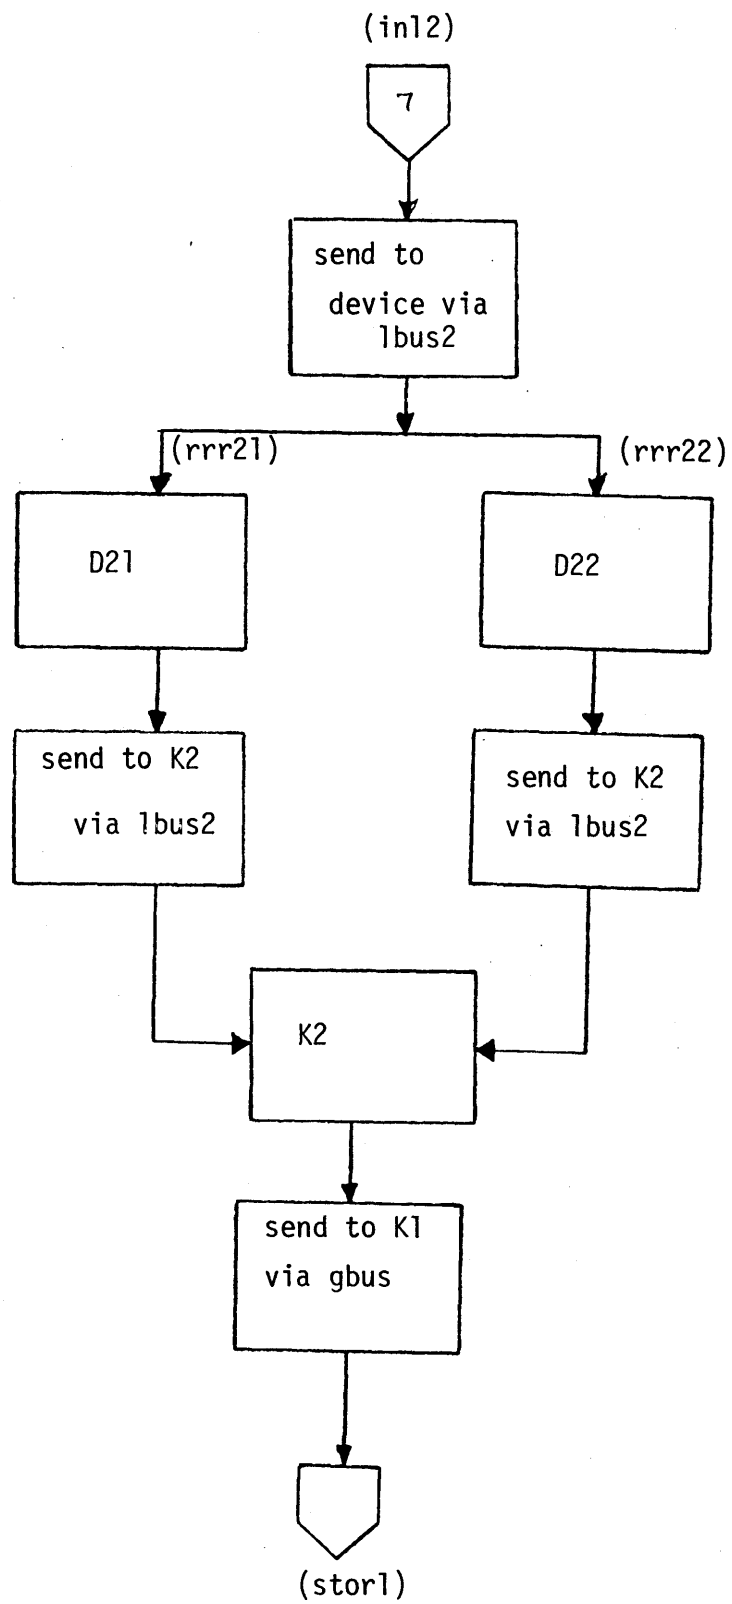 (inl2)
7
send to
device via
lbus2
(rrr21)
(rrr22)
D21
D22
send to K2
via lbus2
send to K2
via lbus2
K2
send to K1
via gbus
(stor1)